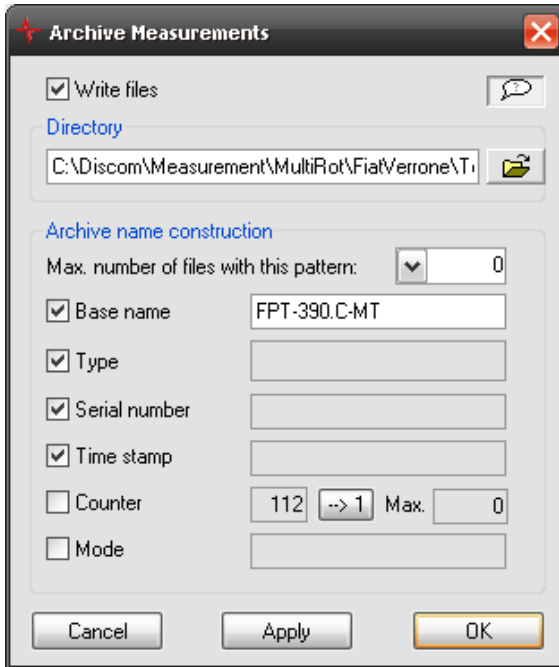 Archive Measurements
Write files
Directory
C:\Discom\Measurement\MultiRot\FiatVerrone\T
Archive name construction
Max. number of files with this pattern: 0
Base name FPT-390.C-MT
Type
Serial number
Time stamp
Counter 112 --> 1 Max. 0
Mode
Cancel Apply OK